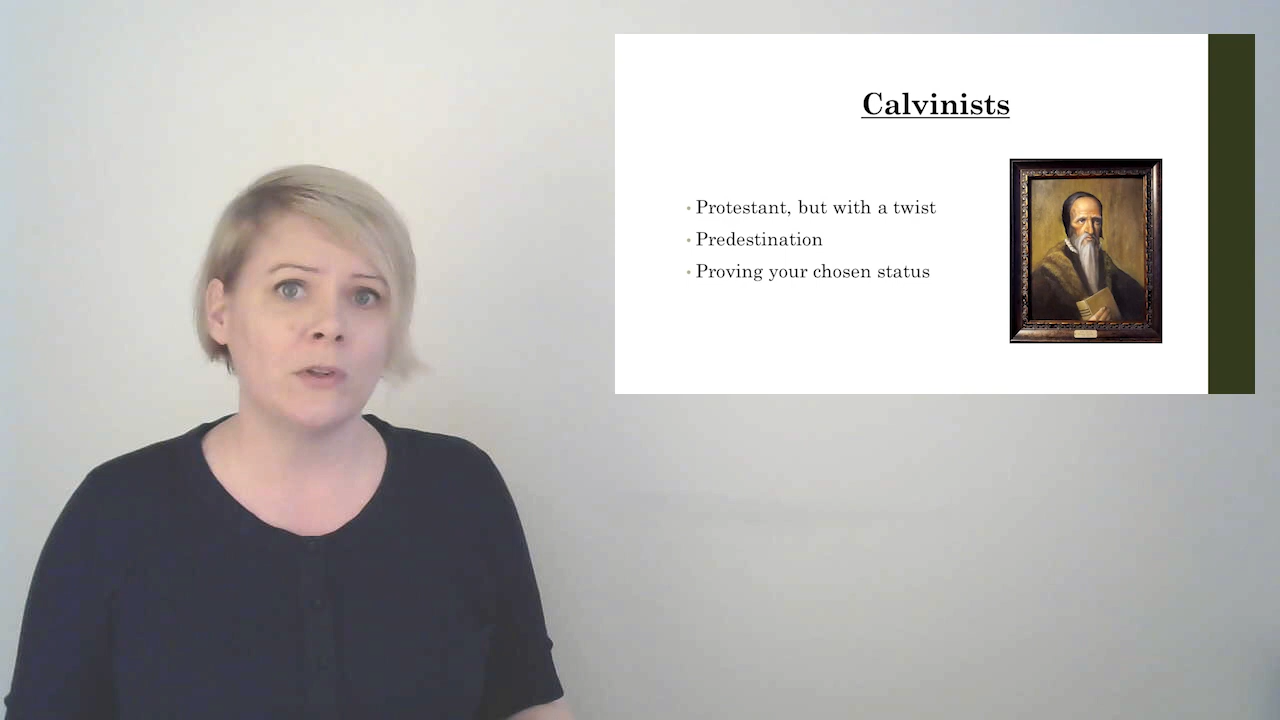 Calvinists
• Protestant, but with a twist
• Predestination
• Proving your chosen status